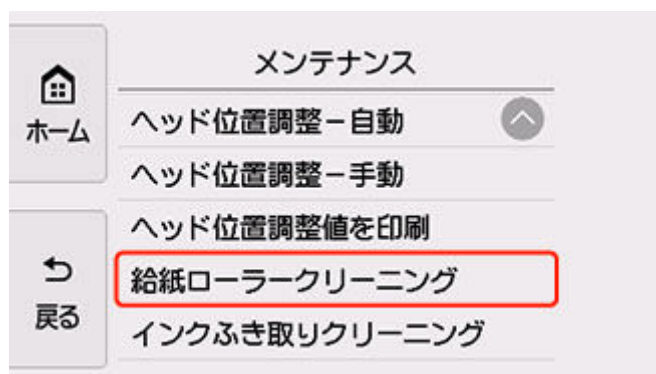 メンテナンス
ホーム
ヘッド位置調整－自動
ヘッド位置調整－手動
ヘッド位置調整値を印刷
給紙ローラークリーニング
戻る
インクふき取りクリーニング